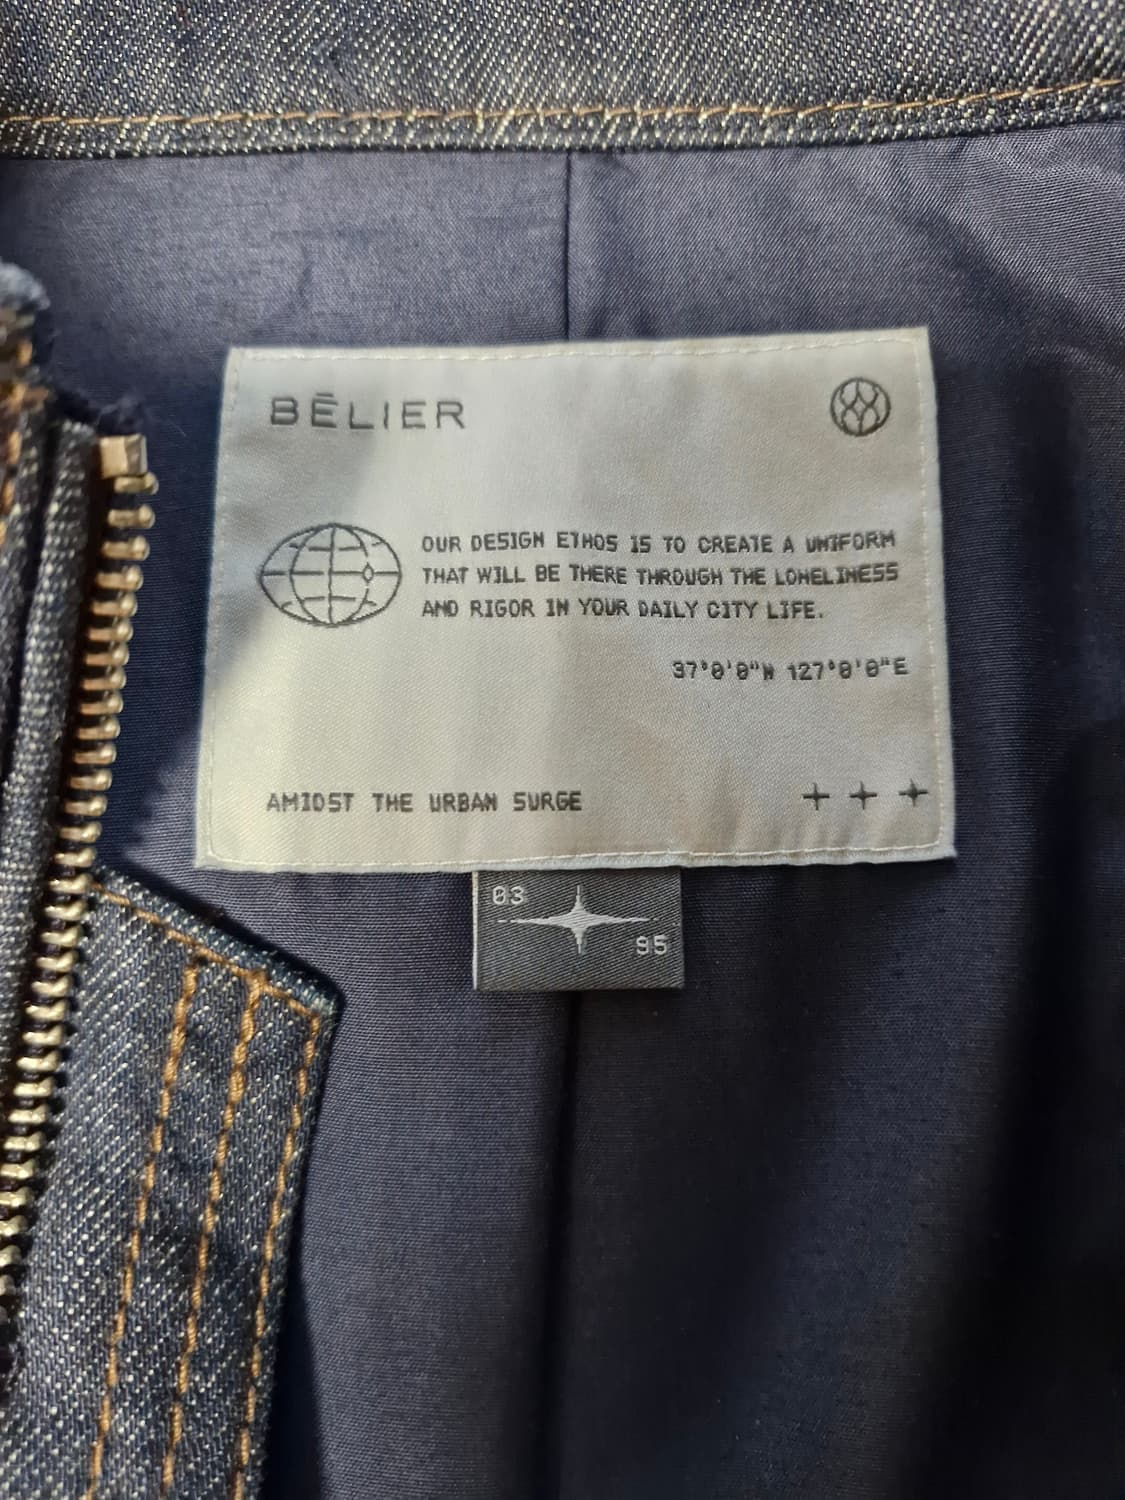 BĒLIER
OUR DESIGN ETHOS IS TO CREATE A UNIFORM
THAT WILL BE THERE THROUGH THE LONELINESS
AND RIGOR IN YOUR DAILY CITY LIFE.
37°0'0"N 127°0'0"E
AMIDST THE URBAN SURGE
03
95